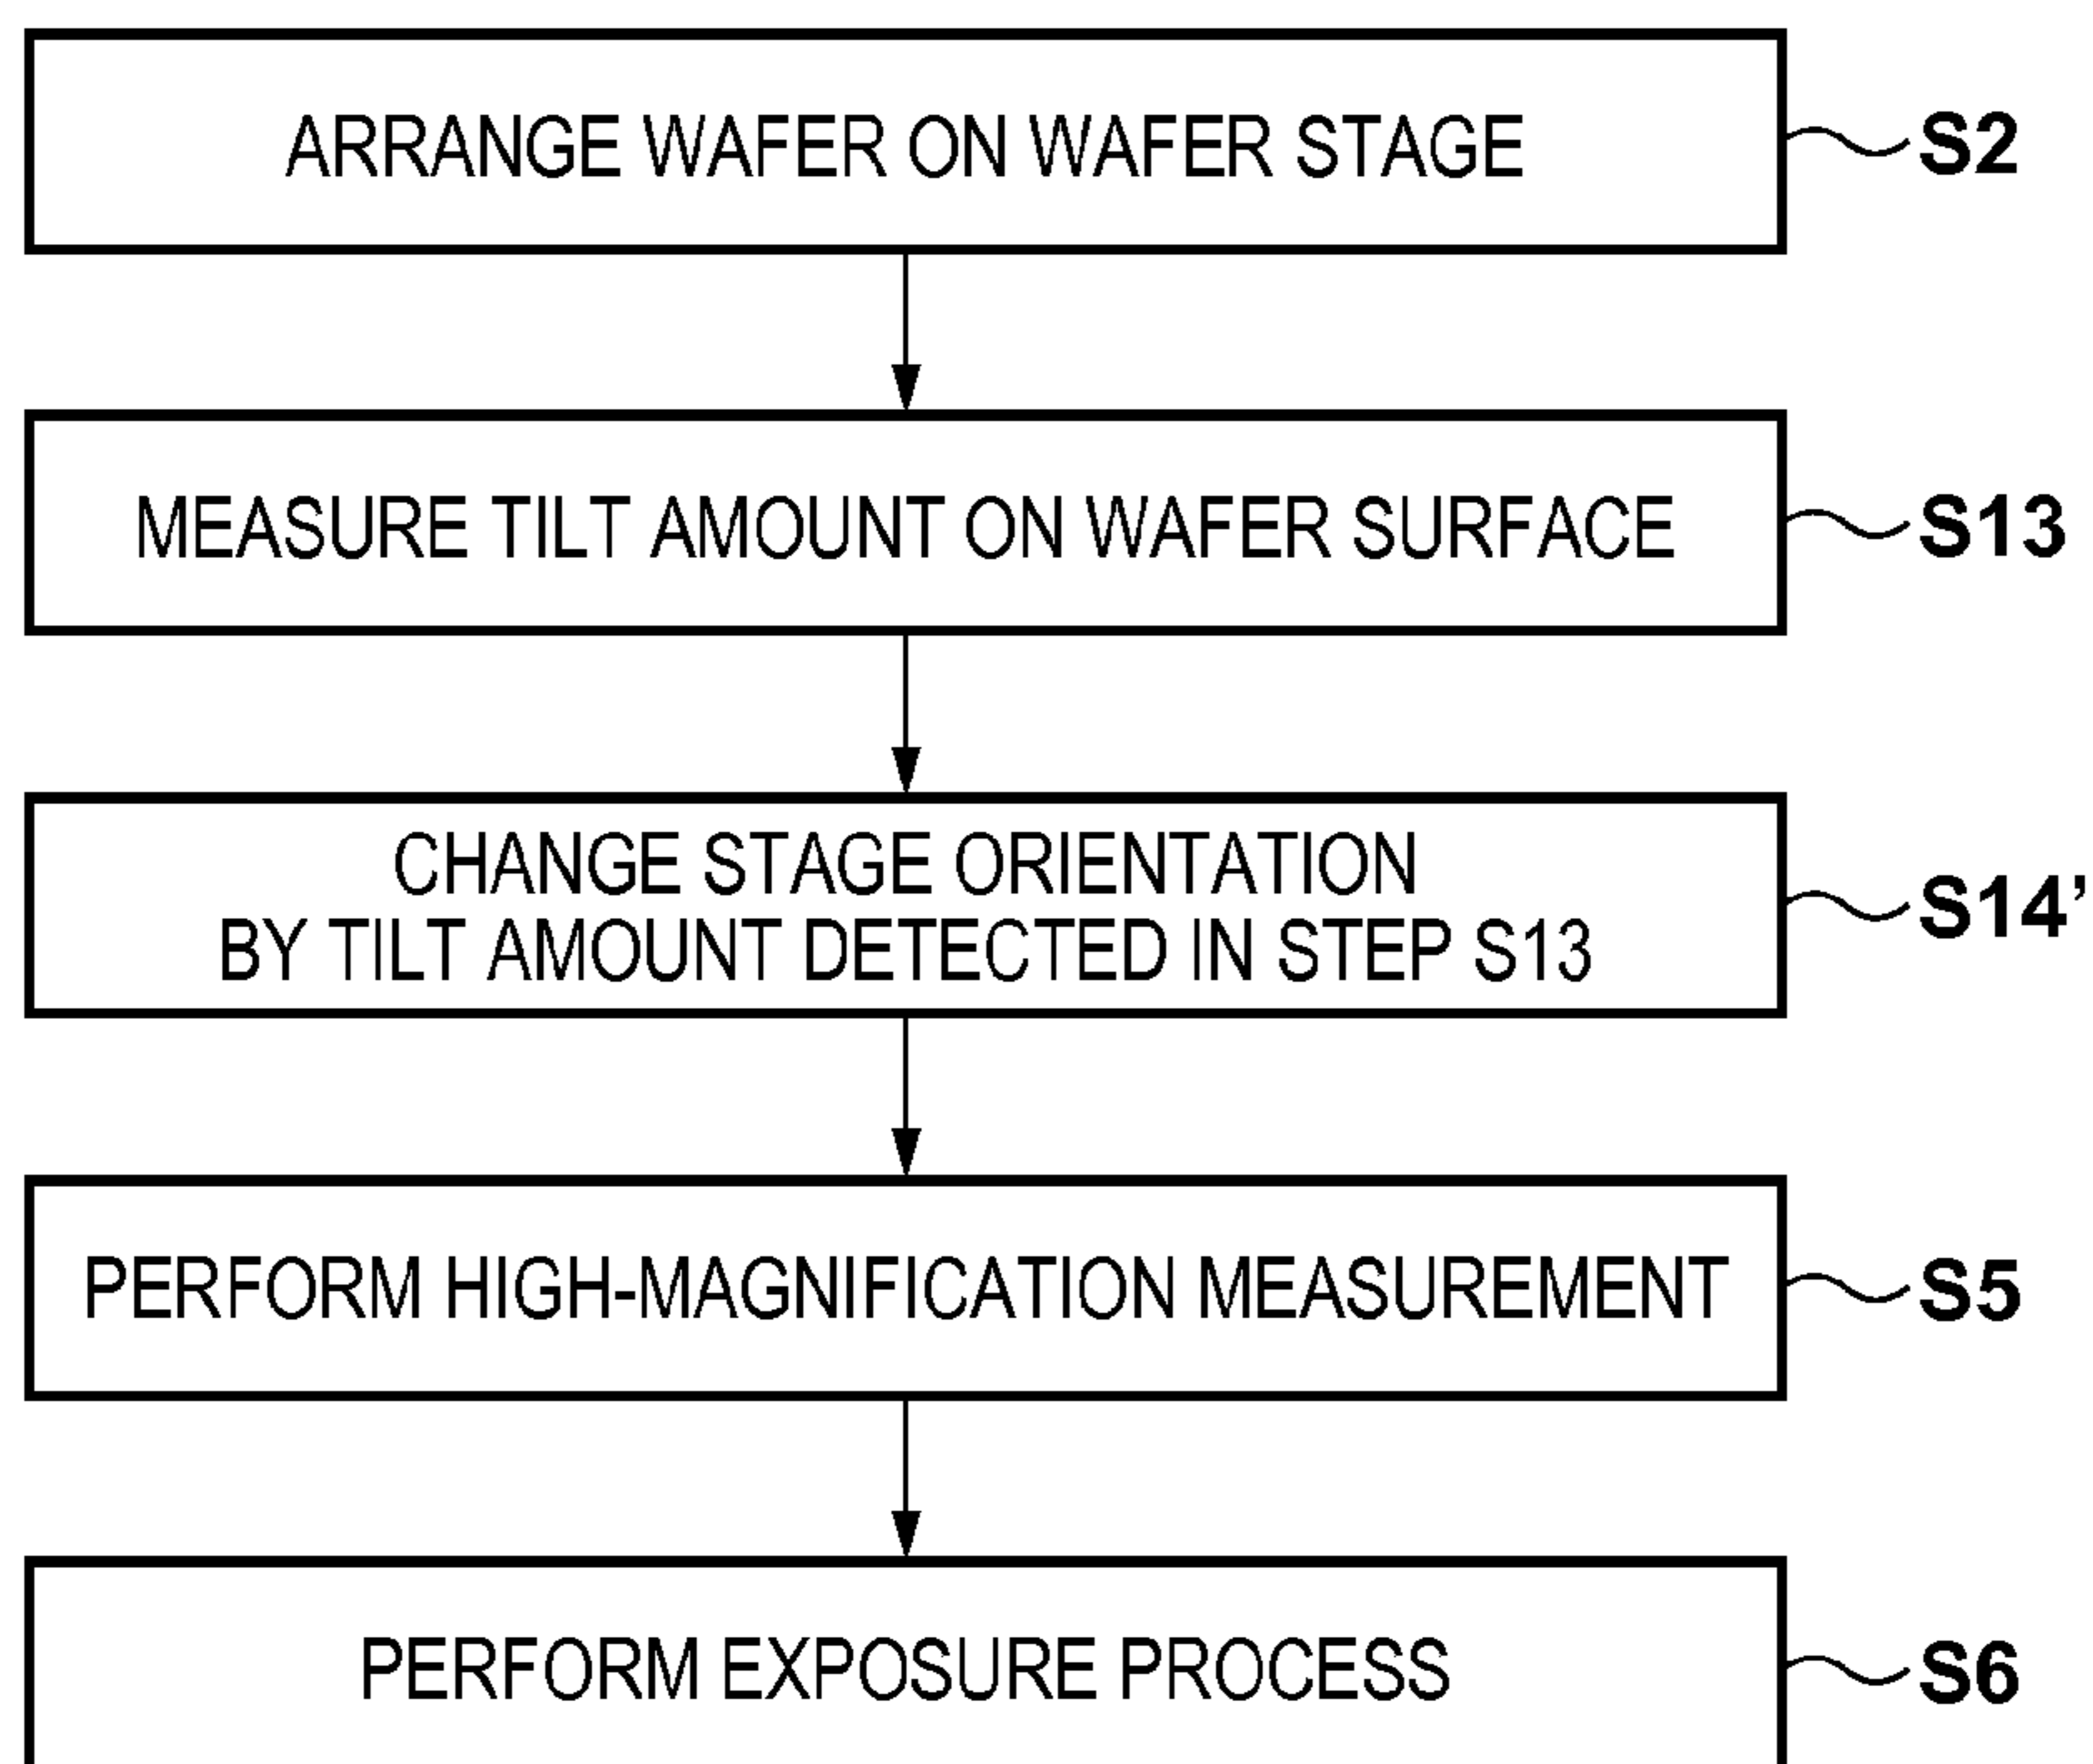 ARRANGE WAFER ON WAFER STAGE
S2
MEASURE TILT AMOUNT ON WAFER SURFACE
S13
CHANGE STAGE ORIENTATION
BY TILT AMOUNT DETECTED IN STEP S13
S14’
PERFORM HIGH-MAGNIFICATION MEASUREMENT
S5
PERFORM EXPOSURE PROCESS
S6